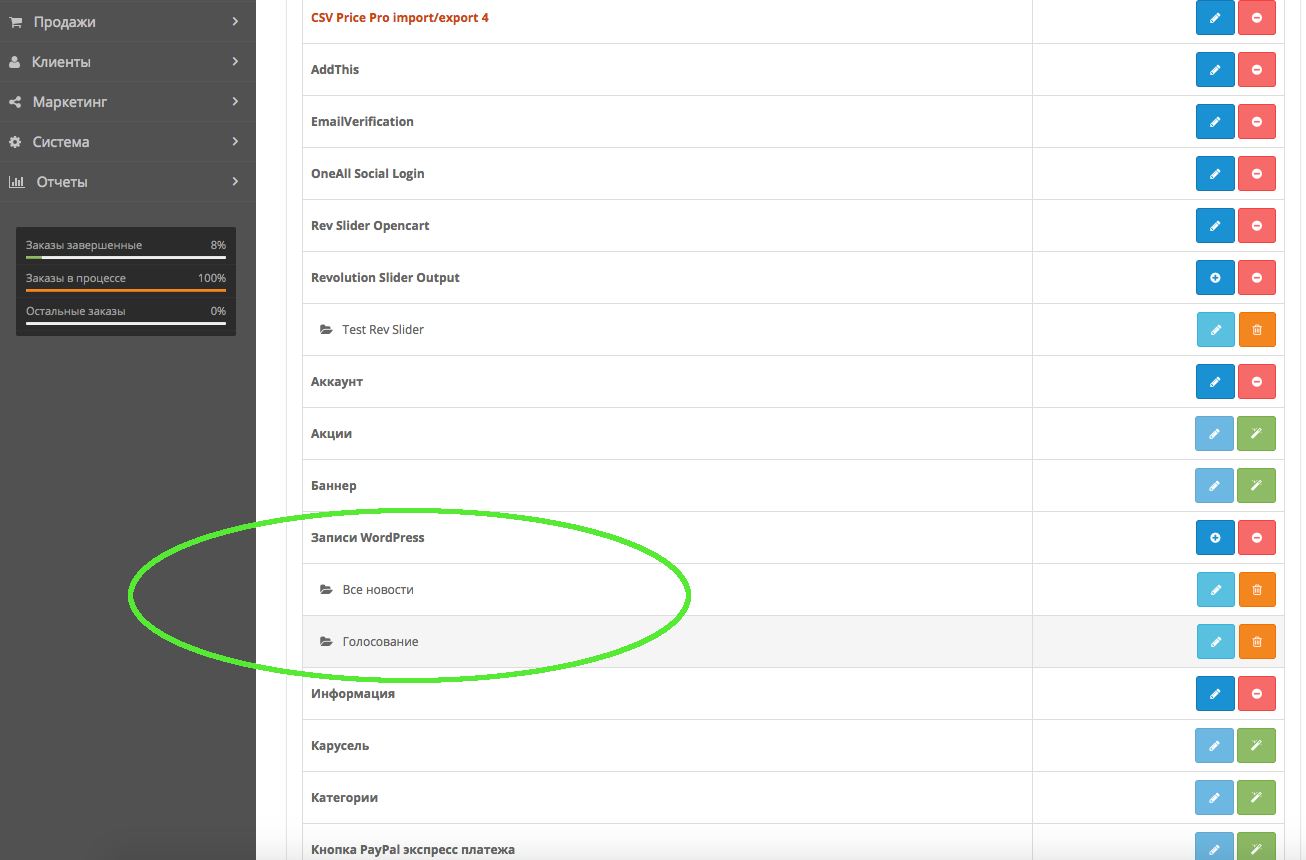 Продажи
Клиенты
Маркетинг
Система
Отчеты
Заказы завершенные 8%
Заказы в процессе 100%
Остальные заказы 0%
CSV Price Pro import/export 4
AddThis
EmailVerification
OneAll Social Login
Rev Slider Opencart
Revolution Slider Output
Test Rev Slider
Аккаунт
Акции
Баннер
Записи WordPress
Все новости
Голосование
Информация
Карусель
Категории
Кнопка PayPal экспресс платежа